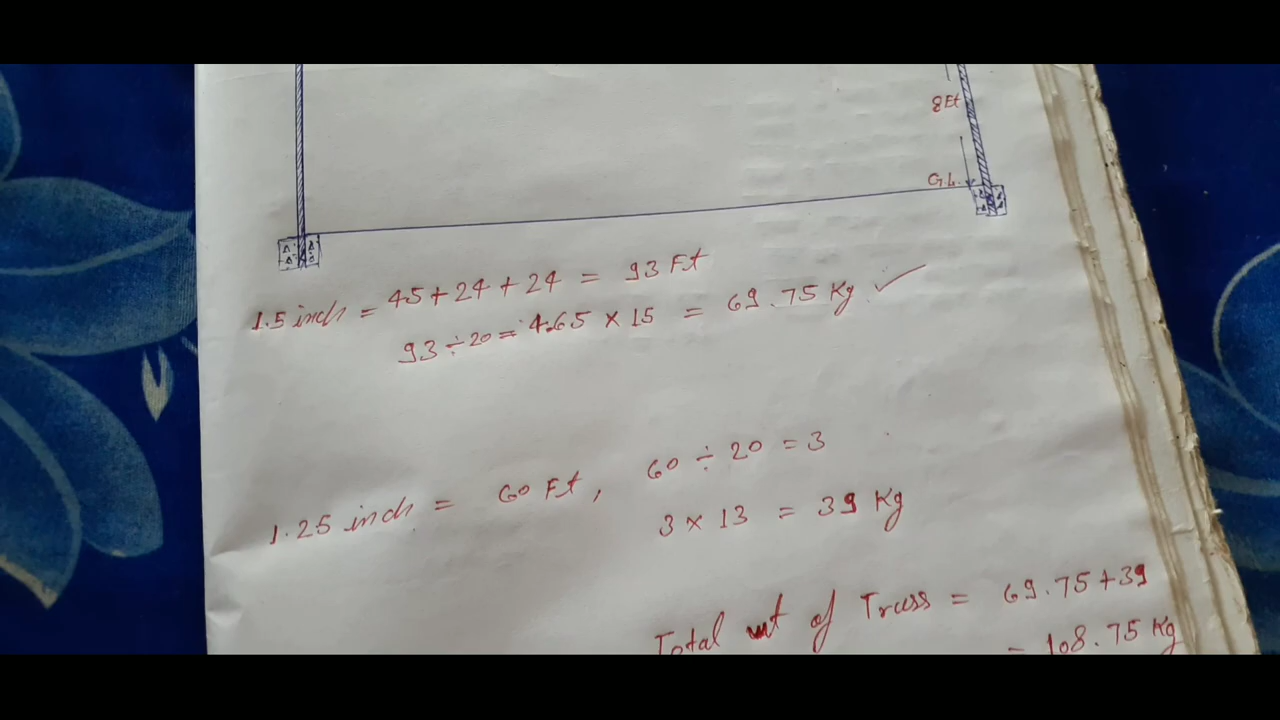 8Ft
G.L.
1.5 inch = 45+24+24 = 93 Ft
93÷20= 4.65 × 15 = 69.75 Kg ✓
1.25 inch = 60 Ft, 60 ÷ 20 = 3
3 × 13 = 39 Kg
Total wt of Truss = 69.75+39
= 108.75 Kg